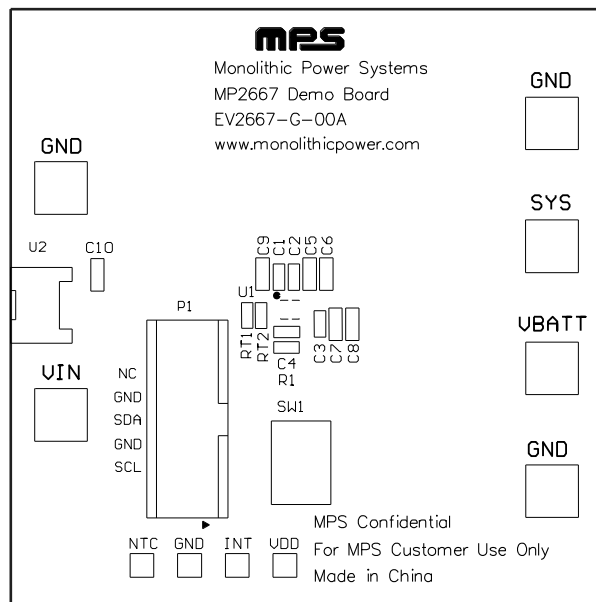 MPS
Monolithic Power Systems
MP2667 Demo Board
EV2667-G-00A
www.monolithicpower.com
GND
GND
SYS
U2
C10
C9
C1
C2
C5
C6
P1
U1
RT1
RT2
C4
R1
C3
C7
C8
VBATT
VIN
NC
GND
SDA
GND
SCL
SW1
GND
MPS Confidential
For MPS Customer Use Only
Made in China
NTC
GND
INT
VDD